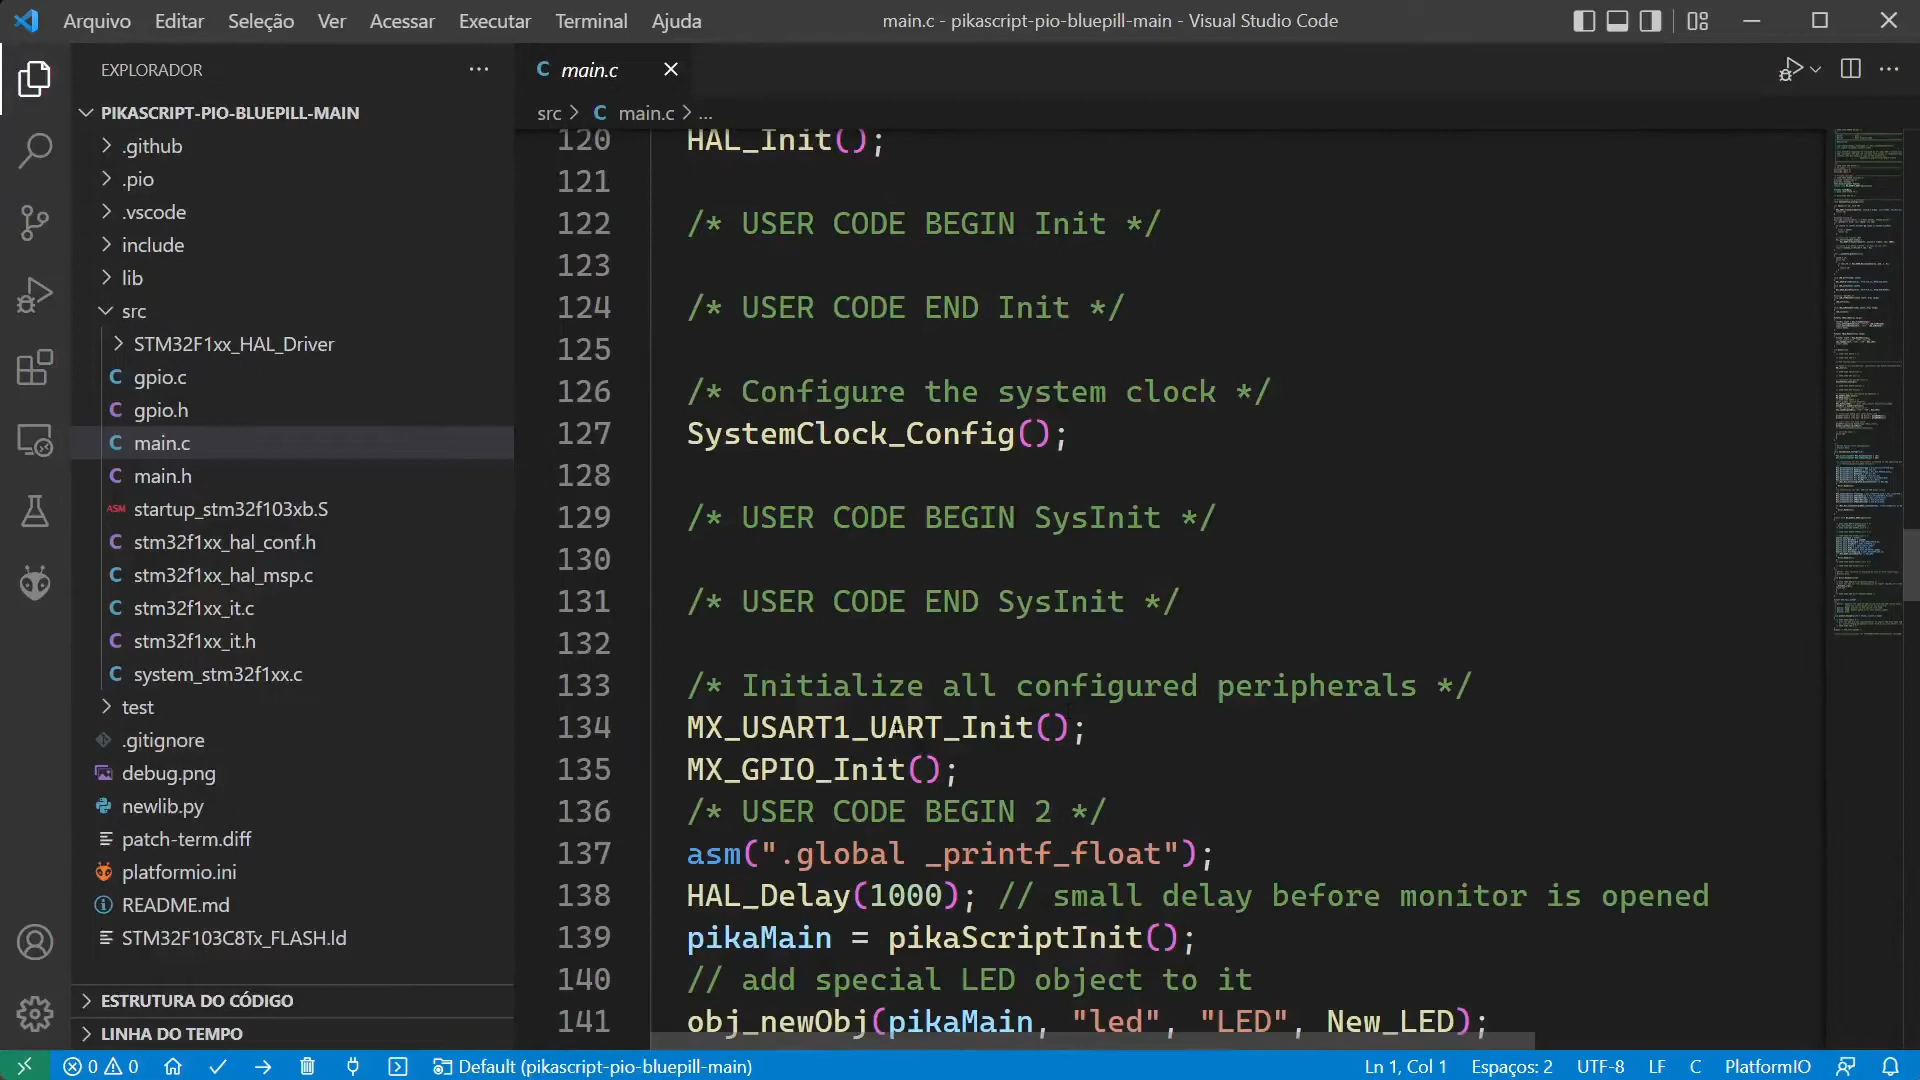 Arquivo Editar Seleção Ver Acessar Executar Terminal Ajuda
main.c - pikascript-pio-bluepill-main - Visual Studio Code
EXPLORADOR
PIKASCRIPT-PIO-BLUEPILL-MAIN
.github
.pio
.vscode
include
lib
src
STM32F1xx_HAL_Driver
C gpio.c
C gpio.h
C main.c
C main.h
ASM startup_stm32f103xb.S
C stm32f1xx_hal_conf.h
C stm32f1xx_hal_msp.c
C stm32f1xx_it.c
C stm32f1xx_it.h
C system_stm32f1xx.c
test
.gitignore
debug.png
newlib.py
patch-term.diff
platformio.ini
README.md
STM32F103C8Tx_FLASH.ld
ESTRUTURA DO CÓDIGO
LINHA DO TEMPO
C main.c
src > C main.c > ...
120 HAL_Init();
121
122 /* USER CODE BEGIN Init */
123
124 /* USER CODE END Init */
125
126 /* Configure the system clock */
127 SystemClock_Config();
128
129 /* USER CODE BEGIN SysInit */
130
131 /* USER CODE END SysInit */
132
133 /* Initialize all configured peripherals */
134 MX_USART1_UART_Init();
135 MX_GPIO_Init();
136 /* USER CODE BEGIN 2 */
137 asm(".global _printf_float");
138 HAL_Delay(1000); // small delay before monitor is opened
139 pikaMain = pikaScriptInit();
140 // add special LED object to it
141 obj_newObj(pikaMain, "led", "LED", New_LED);
0 0 Default (pikascript-pio-bluepill-main) Ln 1, Col 1 Espaços: 2 UTF-8 LF C PlatformIO